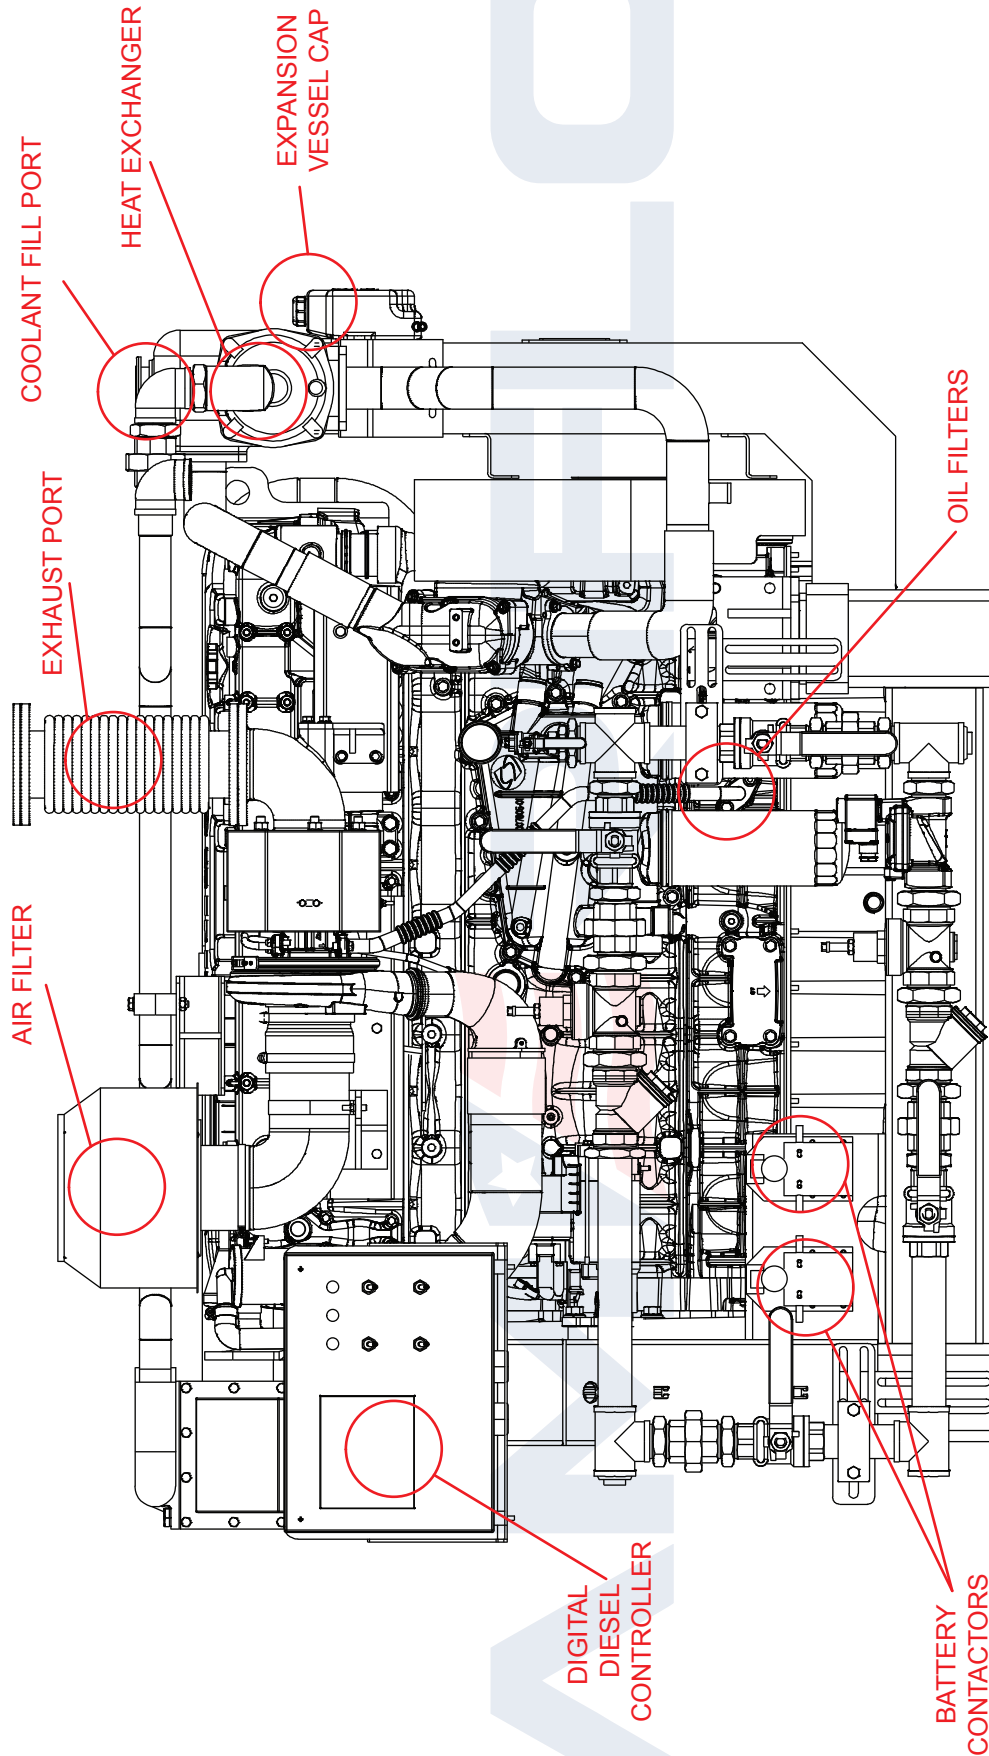 AIR FILTER
EXHAUST PORT
COOLANT FILL PORT
HEAT EXCHANGER
EXPANSION
VESSEL CAP
DIGITAL
DIESEL
CONTROLLER
BATTERY
CONTACTORS
OIL FILTERS